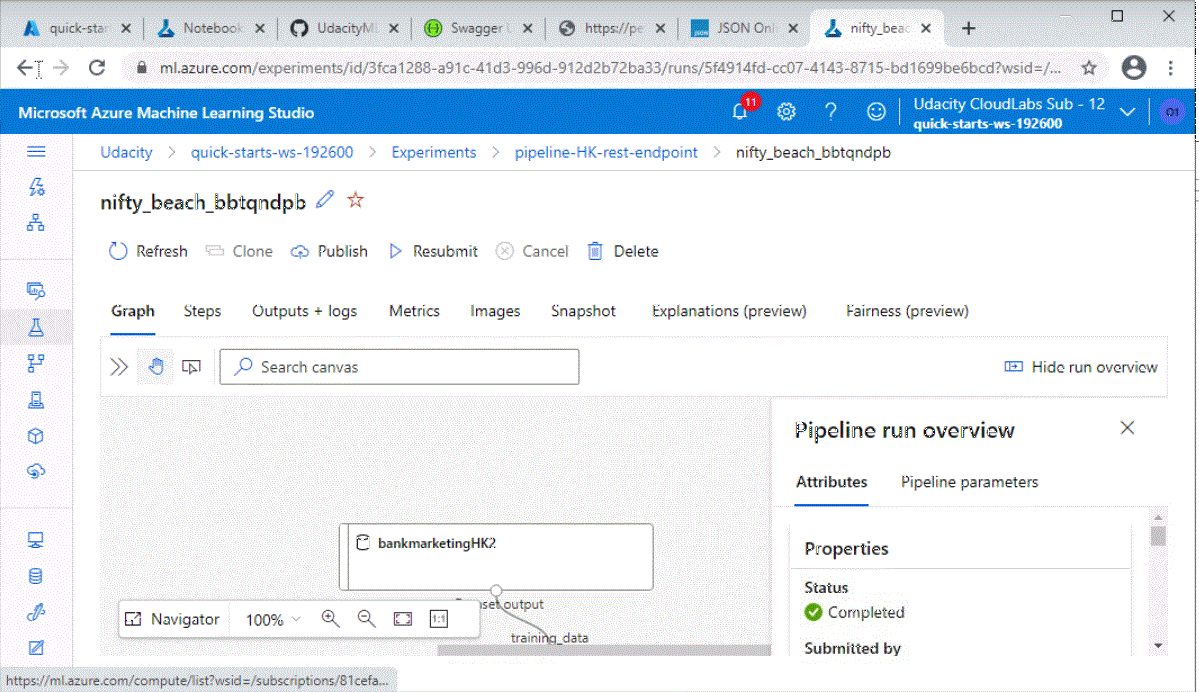 quick-star
Notebook
UdacityM
Swagger U
https://pe
JSON Onl
nifty_beac
ml.azure.com/experiments/id/3fca1288-a91c-41d3-996d-912d2b72ba33/runs/5f4914fd-cc07-4143-8715-bd1699be6bcd?wsid=/...
Microsoft Azure Machine Learning Studio
11
Udacity CloudLabs Sub - 12
quick-starts-ws-192600
Udacity > quick-starts-ws-192600 > Experiments > pipeline-HK-rest-endpoint > nifty_beach_bbtqndpb
nifty_beach_bbtqndpb
Refresh Clone Publish Resubmit Cancel Delete
Graph Steps Outputs + logs Metrics Images Snapshot Explanations (preview) Fairness (preview)
Search canvas
Hide run overview
Pipeline run overview
Attributes Pipeline parameters
bankmarketingHK2
Properties
Status
Completed
Submitted by
output
training_data
Navigator 100% 1:1
https://ml.azure.com/compute/list?wsid=/subscriptions/81cefa...